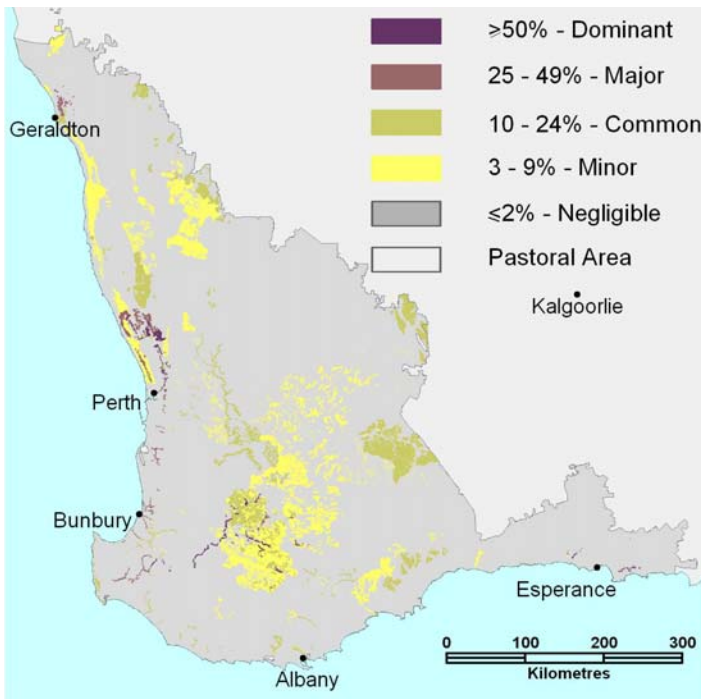 ⩾50% - Dominant
25 - 49% - Major
10 - 24% - Common
3 - 9% - Minor
⩽2% - Negligible
Pastoral Area
Geraldton
Kalgoorlie
Perth
Bunbury
Esperance
Albany
0 100 200 300
Kilometres